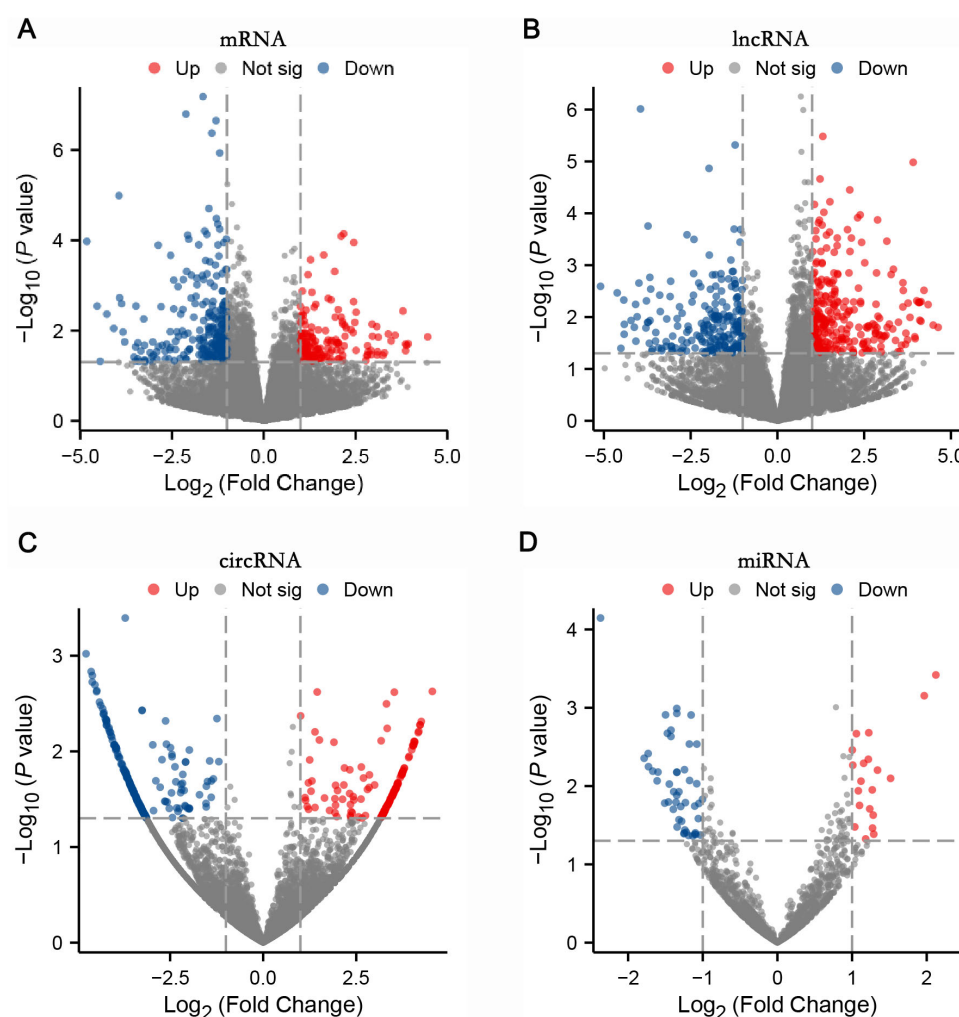 A
mRNA
Up Not sig Down
−Log10 (P value)
6
4
2
0
−5.0 −2.5 0.0 2.5 5.0
Log2 (Fold Change)
B
lncRNA
Up Not sig Down
−Log10 (P value)
6
5
4
3
2
1
0
−5.0 −2.5 0.0 2.5 5.0
Log2 (Fold Change)
C
circRNA
Up Not sig Down
−Log10 (P value)
3
2
1
0
−2.5 0.0 2.5
Log2 (Fold Change)
D
miRNA
Up Not sig Down
−Log10 (P value)
4
3
2
1
0
−2 −1 0 1 2
Log2 (Fold Change)